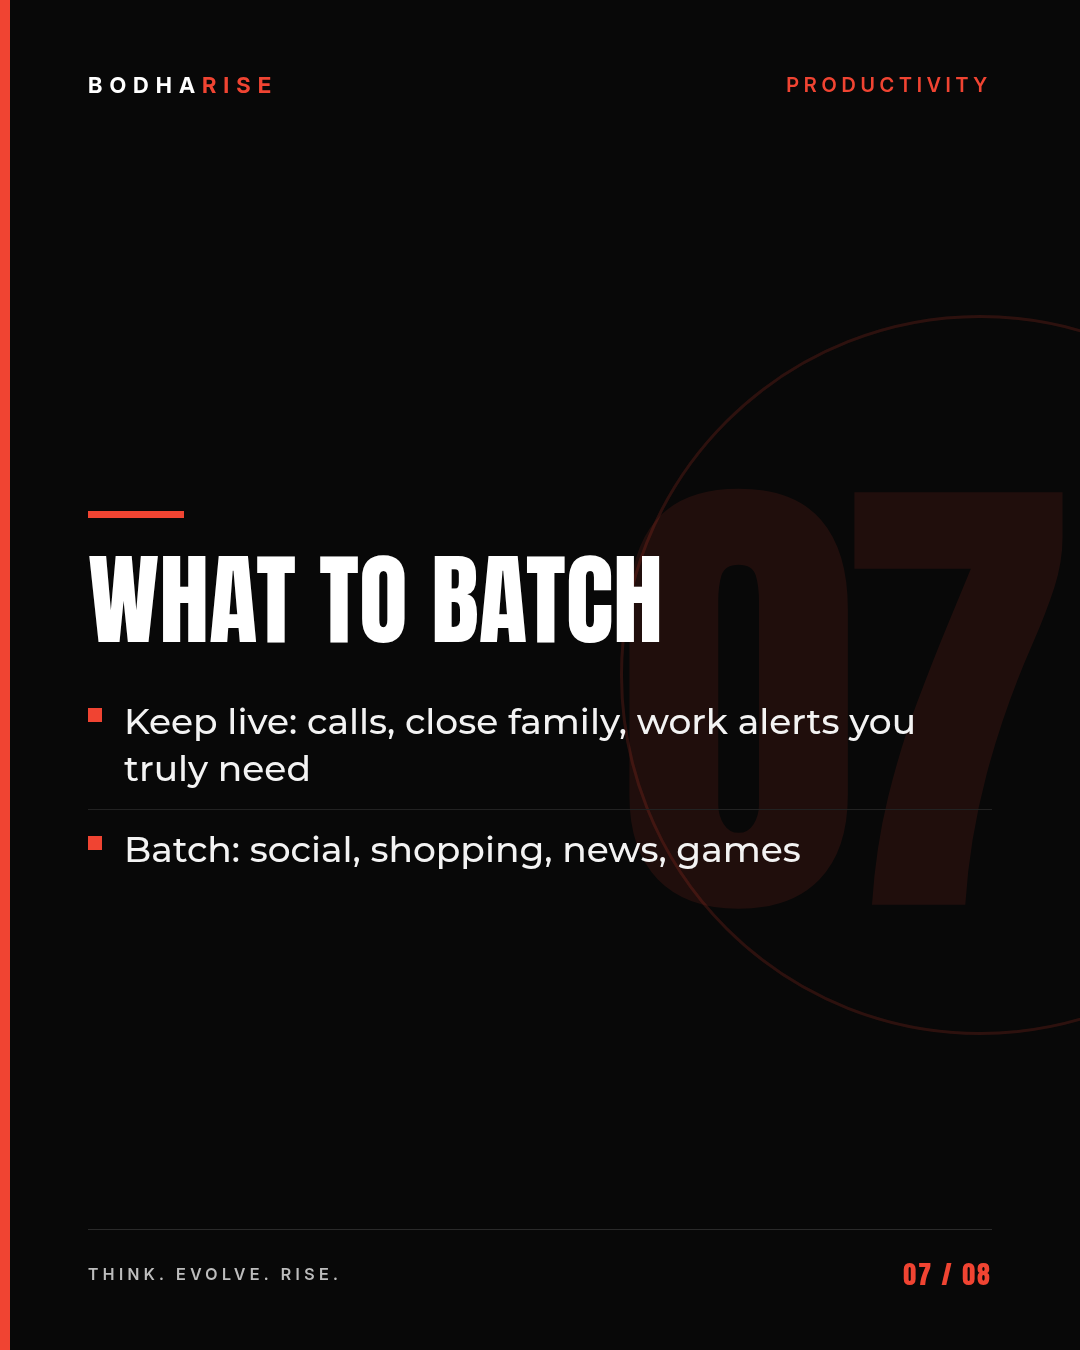 BODHARISE
PRODUCTIVITY
07
WHAT TO BATCH
Keep live: calls, close family, work alerts you
truly need
Batch: social, shopping, news, games
THINK. EVOLVE. RISE.
07 / 08